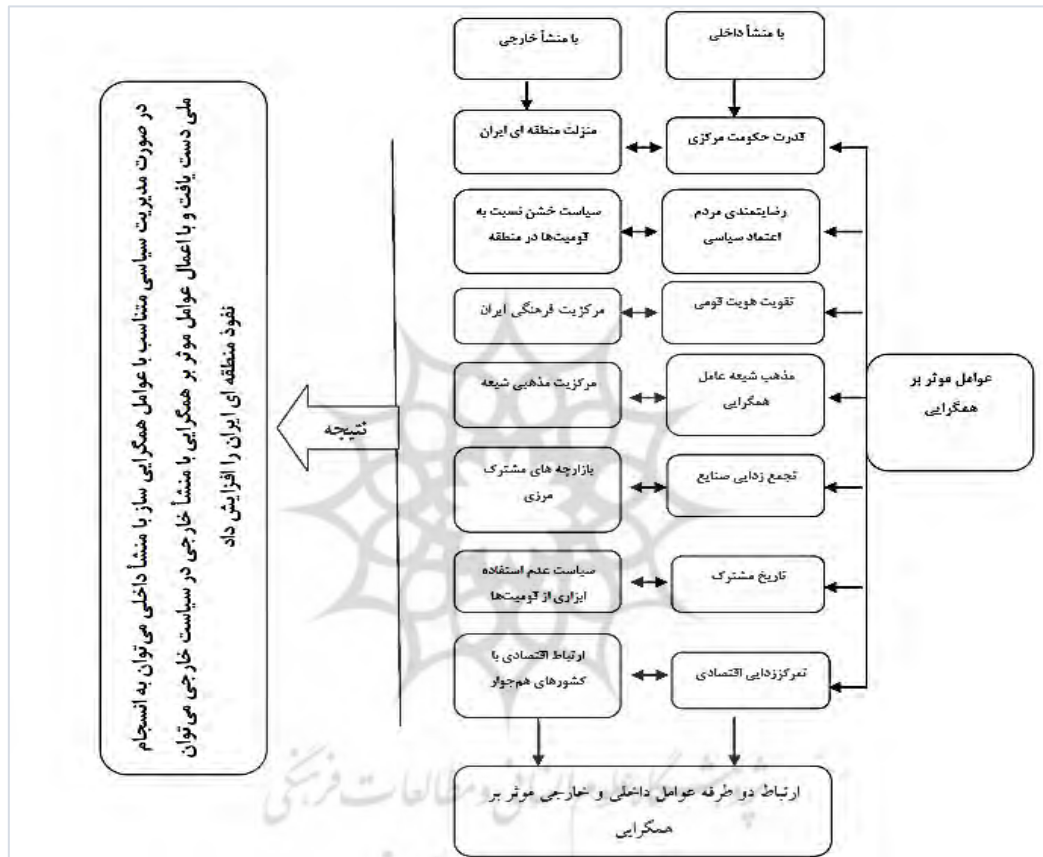 با منشأ داخلی
با منشأ خارجی
قدرت حکومت مرکزی
منزلت منطقه ای ایران
رضایتمندی مردم
اعتماد سیاسی
سیاست خشن نسبت به
قومیت‌ها در منطقه
تقویت هویت قومی
مرکزیت فرهنگی ایران
مذهب شیعه عامل
همگرایی
مرکزیت مذهبی شیعه
تجمع زدایی صنایع
بازارچه های مشترک
مرزی
تاریخ مشترک
سیاست عدم استفاده
ابزاری از قومیت‌ها
تمرکززدایی اقتصادی
ارتباط اقتصادی با
کشورهای هم‌جوار
عوامل موثر بر
همگرایی
ارتباط دو طرفه عوامل داخلی و خارجی موثر بر
همگرایی
نتیجه
در صورت مدیریت سیاسی متناسب با عوامل همگرایی ساز با منشأ داخلی می‌توان به انسجام
ملی دست یافت و با اعمال عوامل موثر بر همگرایی با منشأ خارجی در سیاست خارجی می‌توان
نفوذ منطقه ای ایران را افزایش داد
پژوهشگاه علوم انسانی و مطالعات فرهنگی